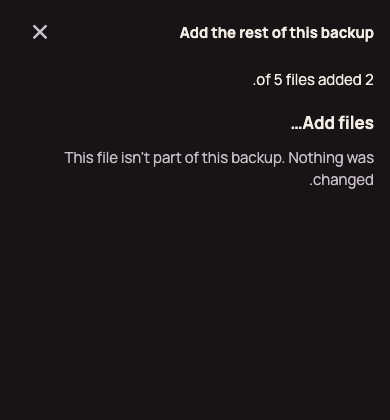 Add the rest of this backup
2 of 5 files added.
Add files…
This file isn't part of this backup. Nothing was
changed.